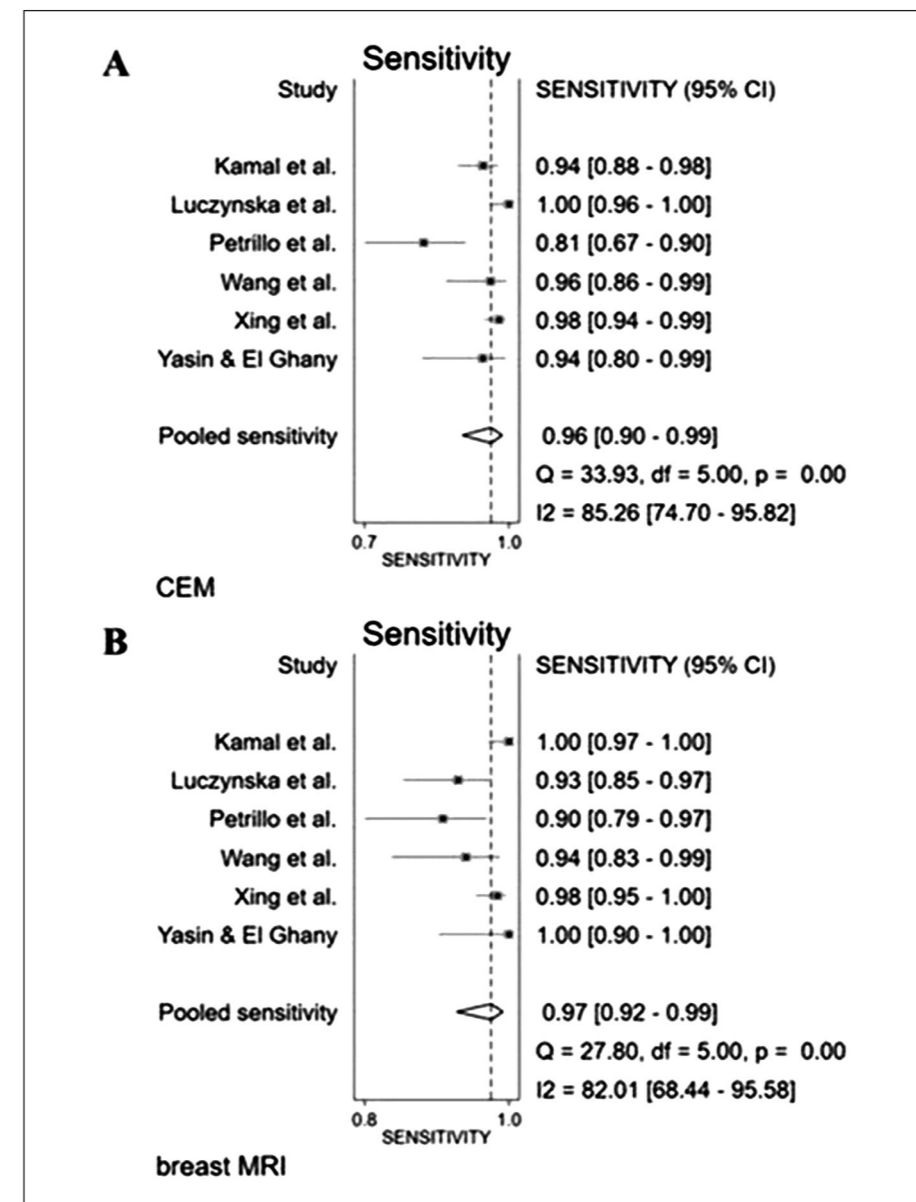 A
Sensitivity
Study SENSITIVITY (95% CI)
Kamal et al. 0.94 [0.88 - 0.98]
Luczynska et al. 1.00 [0.96 - 1.00]
Petrillo et al. 0.81 [0.67 - 0.90]
Wang et al. 0.96 [0.86 - 0.99]
Xing et al. 0.98 [0.94 - 0.99]
Yasin & El Ghany 0.94 [0.80 - 0.99]
Pooled sensitivity 0.96 [0.90 - 0.99]
Q = 33.93, df = 5.00, p = 0.00
I2 = 85.26 [74.70 - 95.82]
0.7 1.0
SENSITIVITY
CEM
B
Sensitivity
Study SENSITIVITY (95% CI)
Kamal et al. 1.00 [0.97 - 1.00]
Luczynska et al. 0.93 [0.85 - 0.97]
Petrillo et al. 0.90 [0.79 - 0.97]
Wang et al. 0.94 [0.83 - 0.99]
Xing et al. 0.98 [0.95 - 1.00]
Yasin & El Ghany 1.00 [0.90 - 1.00]
Pooled sensitivity 0.97 [0.92 - 0.99]
Q = 27.80, df = 5.00, p = 0.00
I2 = 82.01 [68.44 - 95.58]
0.8 1.0
SENSITIVITY
breast MRI